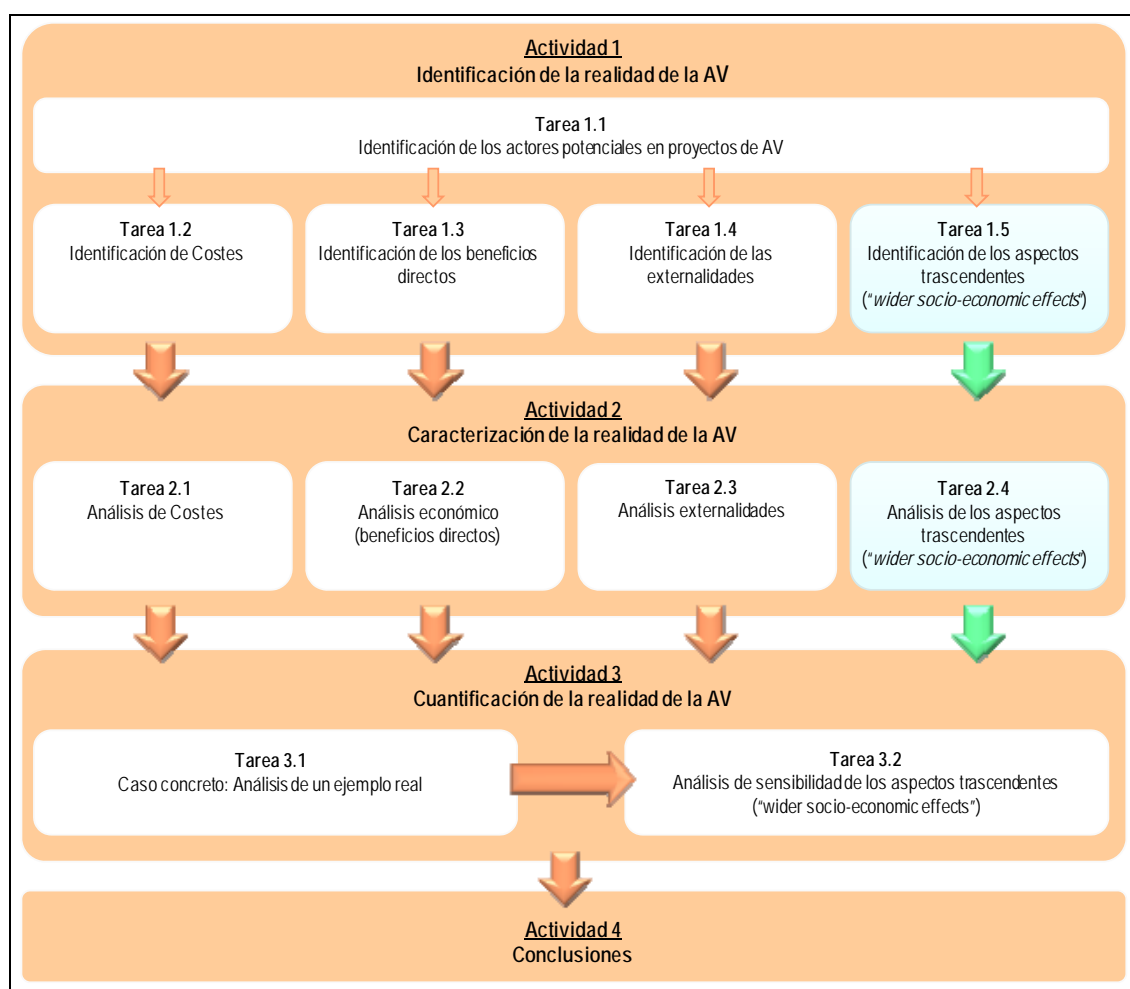 Actividad 1
Identificación de la realidad de la AV
Tarea 1.1
Identificación de los actores potenciales en proyectos de AV
Tarea 1.2
Identificación de Costes
Tarea 1.3
Identificación de los beneficios
directos
Tarea 1.4
Identificación de las
externalidades
Tarea 1.5
Identificación de los aspectos
trascendentes
("wider socio-economic effects")
Actividad 2
Caracterización de la realidad de la AV
Tarea 2.1
Análisis de Costes
Tarea 2.2
Análisis económico
(beneficios directos)
Tarea 2.3
Análisis externalidades
Tarea 2.4
Análisis de los aspectos
trascendentes
("wider socio-economic effects")
Actividad 3
Cuantificación de la realidad de la AV
Tarea 3.1
Caso concreto: Análisis de un ejemplo real
Tarea 3.2
Análisis de sensibilidad de los aspectos trascendentes
("wider socio-economic effects")
Actividad 4
Conclusiones